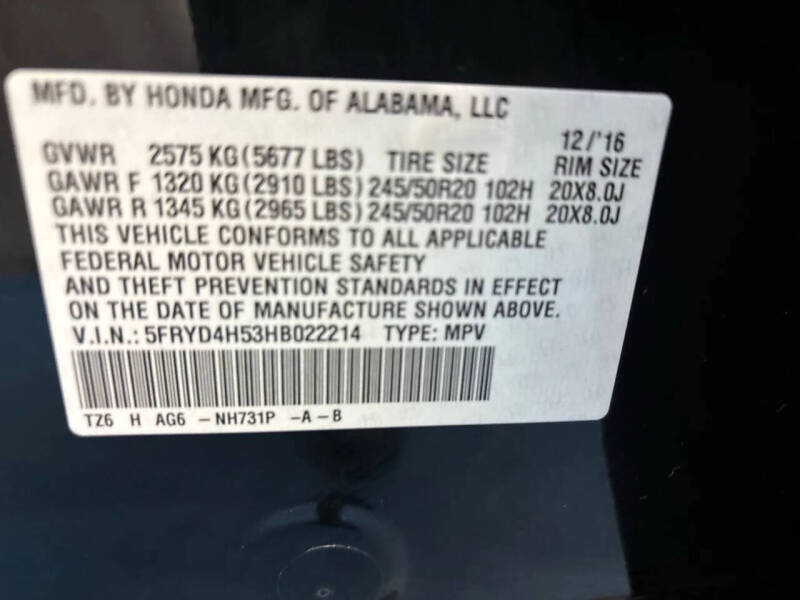 MFD. BY HONDA MFG. OF ALABAMA, LLC
12/'16
GVWR 2575 KG (5677 LBS) TIRE SIZE RIM SIZE
GAWR F 1320 KG (2910 LBS) 245/50R20 102H 20X8.0J
GAWR R 1345 KG (2965 LBS) 245/50R20 102H 20X8.0J
THIS VEHICLE CONFORMS TO ALL APPLICABLE
FEDERAL MOTOR VEHICLE SAFETY
AND THEFT PREVENTION STANDARDS IN EFFECT
ON THE DATE OF MANUFACTURE SHOWN ABOVE.
V.I.N.: 5FRYD4H53HB022214 TYPE: MPV
TZ6 H AG6 -NH731P -A-B